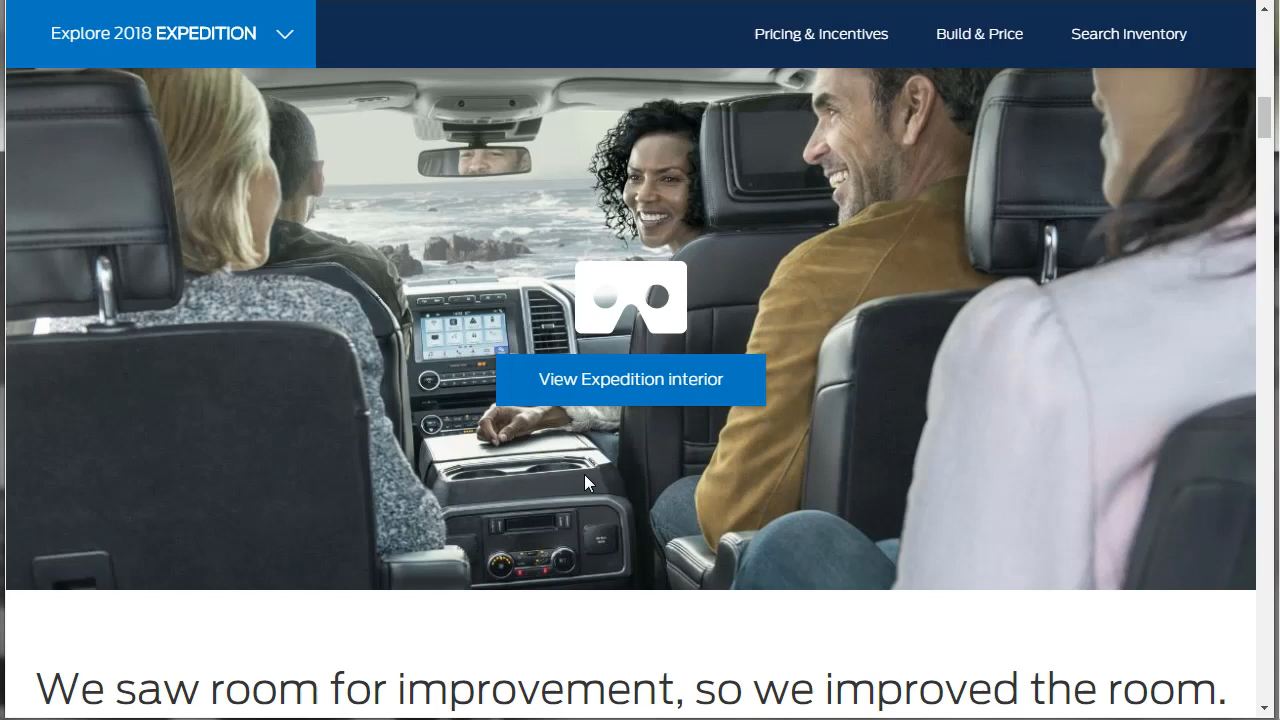 Explore 2018 EXPEDITION
Pricing & Incentives
Build & Price
Search Inventory
View Expedition interior
We saw room for improvement, so we improved the room.